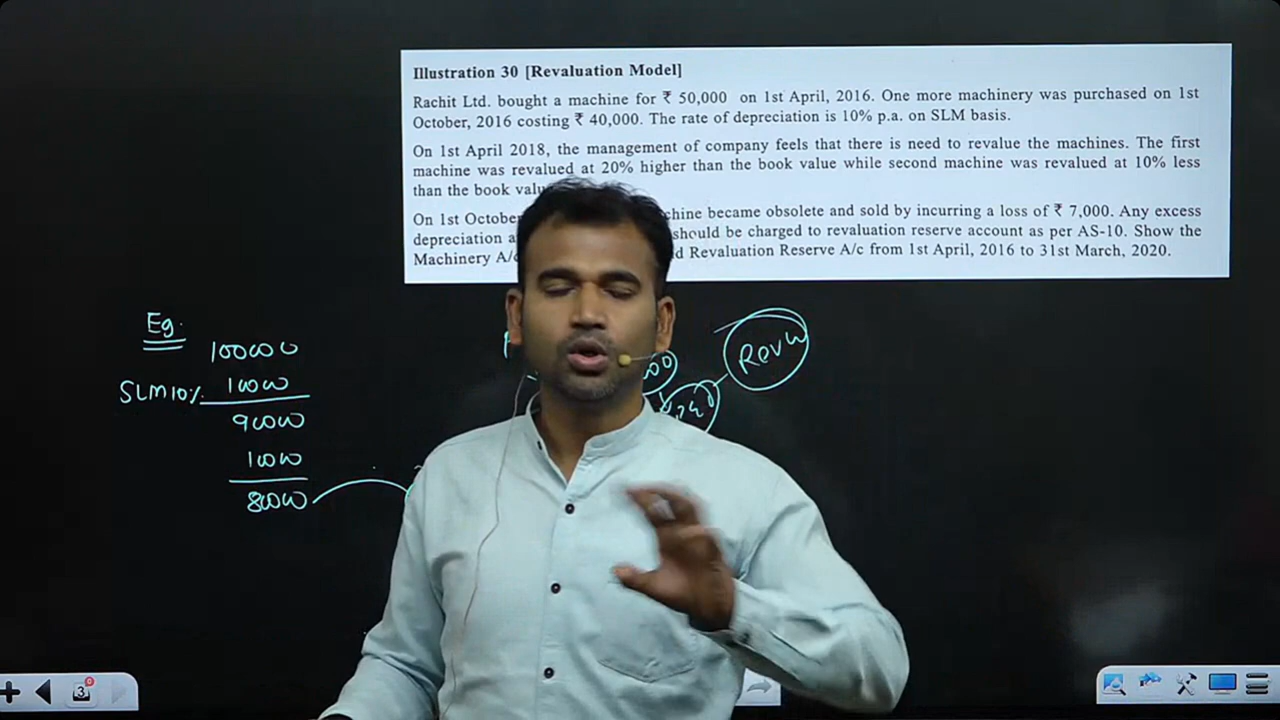 Illustration 30 [Revaluation Model]
Rachit Ltd. bought a machine for ₹ 50,000 on 1st April, 2016. One more machinery was purchased on 1st
October, 2016 costing ₹ 40,000. The rate of depreciation is 10% p.a. on SLM basis.
On 1st April 2018, the management of company feels that there is need to revalue the machines. The first
machine was revalued at 20% higher than the book value while second machine was revalued at 10% less
than the book
On 1st October became obsolete and sold by incurring a loss of ₹ 7,000. Any excess
depreciation should be charged to revaluation reserve account as per AS-10. Show the
Machinery Revaluation Reserve A/c from 1st April, 2016 to 31st March, 2020.
Eg.
100000
SLM 10% 10000
90000
10000
80000
3
0